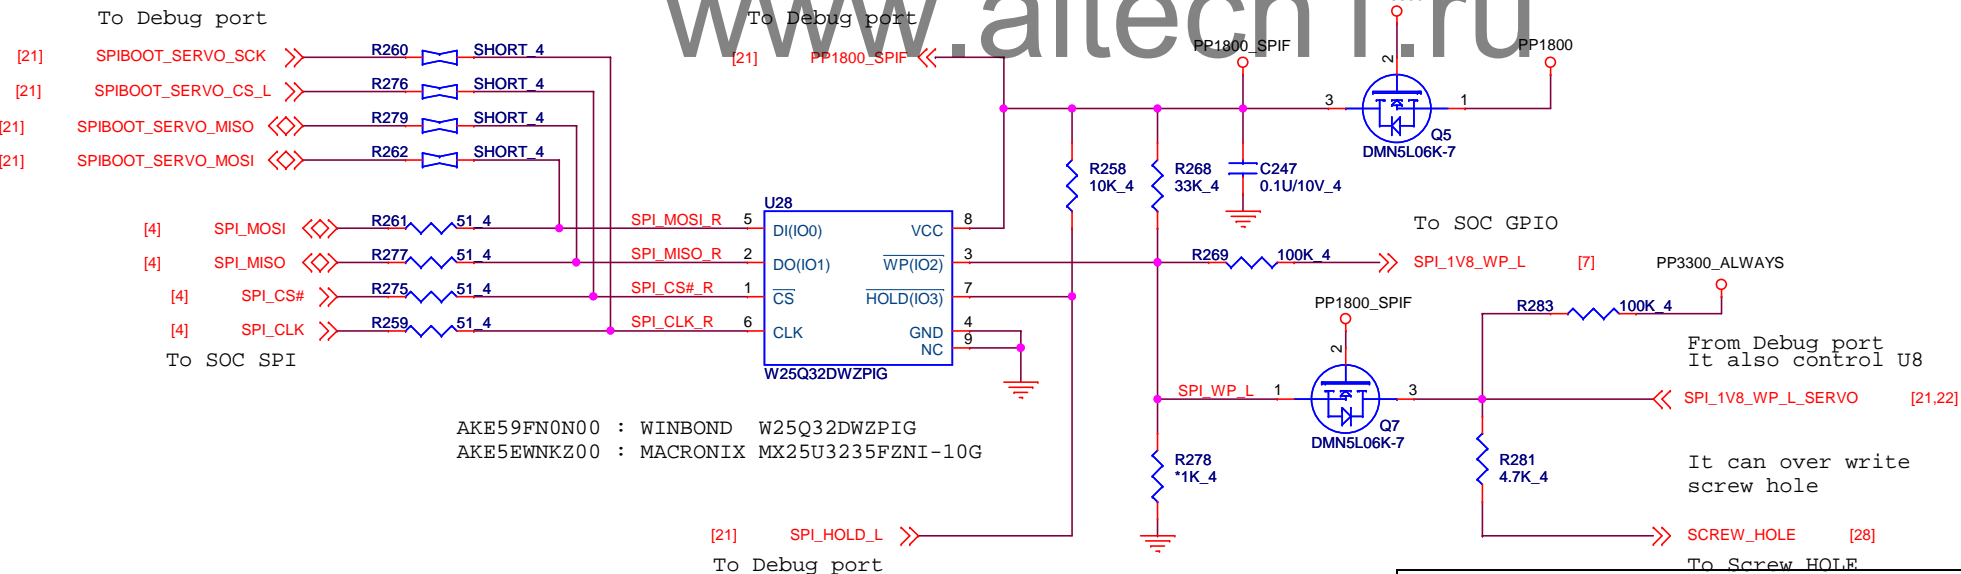 www.aitech1.ru
To Debug port
To Debug port
[21] SPIBOOT_SERVO_SCK R260 SHORT_4
[21] PP1800_SPIF
PP1800_SPIF
PP1800
2
[21] SPIBOOT_SERVO_CS_L R276 SHORT_4
3 1
[21] SPIBOOT_SERVO_MISO R279 SHORT_4
Q5
DMN5L06K-7
[21] SPIBOOT_SERVO_MOSI R262 SHORT_4
R258
10K_4
R268
33K_4
C247
0.1U/10V_4
U28
[4] SPI_MOSI R261 51_4 SPI_MOSI_R 5 DI(IO0) VCC 8
To SOC GPIO
[4] SPI_MISO R277 51_4 SPI_MISO_R 2 DO(IO1) WP(IO2) 3
R269 100K_4 SPI_1V8_WP_L [7]
PP3300_ALWAYS
[4] SPI_CS# R275 51_4 SPI_CS#_R 1 CS HOLD(IO3) 7
PP1800_SPIF
R283 100K_4
[4] SPI_CLK R259 51_4 SPI_CLK_R 6 CLK GND 4
NC 9
To SOC SPI
W25Q32DWZPIG
2
From Debug port
It also control U8
SPI_WP_L 1 3
SPI_1V8_WP_L_SERVO [21,22]
Q7
DMN5L06K-7
AKE59FN0N00 : WINBOND W25Q32DWZPIG
AKE5EWNKZ00 : MACRONIX MX25U3235FZNI-10G
R278
*1K_4
R281
4.7K_4
It can over write
screw hole
[21] SPI_HOLD_L
SCREW_HOLE [28]
To Debug port
To Screw HOLE